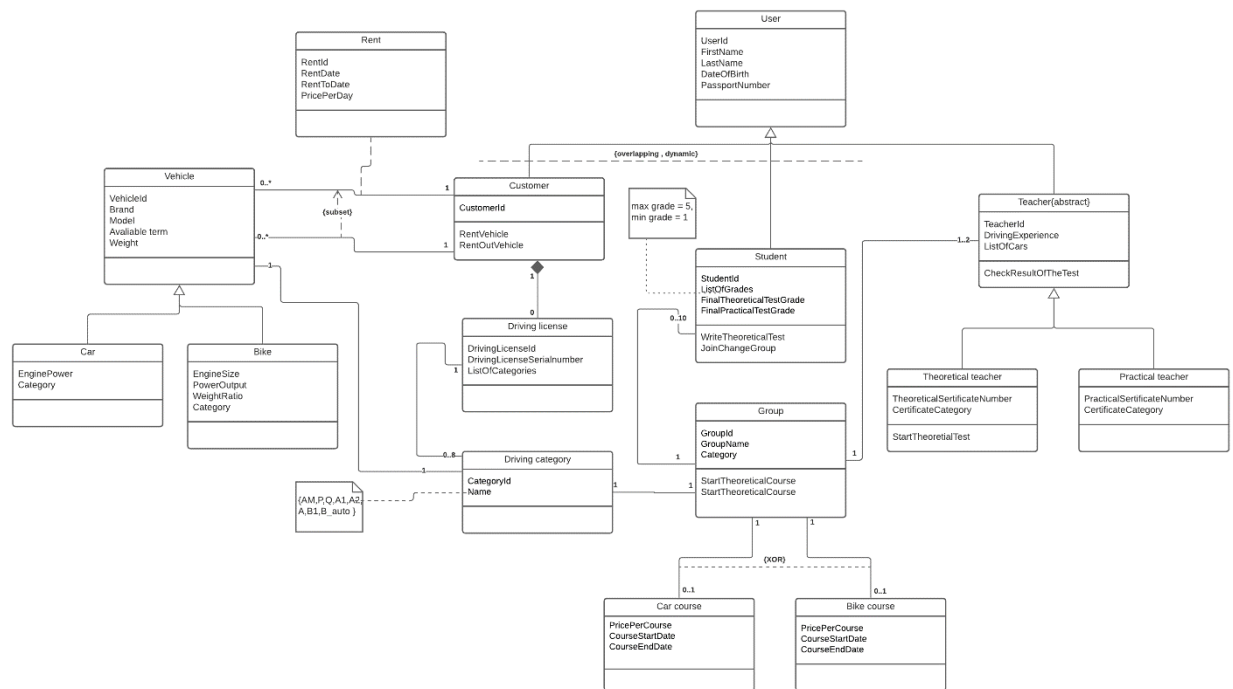 User
UserId
FirstName
LastName
DateOfBirth
PassportNumber
Rent
RentId
RentDate
RentToDate
PricePerDay
{overlapping , dynamic}
Vehicle
VehicleId
Brand
Model
Avaliable term
Weight
0..*
1
{subset}
0..*
1
1
Customer
CustomerId
RentVehicle
RentOutVehicle
1
0
max grade = 5,
min grade = 1
Teacher{abstract}
TeacherId
DrivingExperience
ListOfCars
CheckResultOfTheTest
1..2
Student
StudentId
ListOfGrades
FinalTheoreticalTestGrade
FinalPracticalTestGrade
WriteTheoreticalTest
JoinChangeGroup
0..10
Car
EnginePower
Category
Bike
EngineSize
PowerOutput
WeightRatio
Category
Driving license
DrivingLicenseId
DrivingLicenseSerialnumber
ListOfCategories
1
0..8
Theoretical teacher
TheoreticalSertificateNumber
CertificateCategory
StartTheoretialTest
Practical teacher
PracticalSertificateNumber
CertificateCategory
Group
GroupId
GroupName
Category
StartTheoreticalCourse
StartTheoreticalCourse
1
1
1
1
1
Driving category
CategoryId
Name
1
1
{AM,P,Q,A1,A2,
A,B1,B_auto }
{XOR}
0..1
0..1
Car course
PricePerCourse
CourseStartDate
CourseEndDate
Bike course
PricePerCourse
CourseStartDate
CourseEndDate